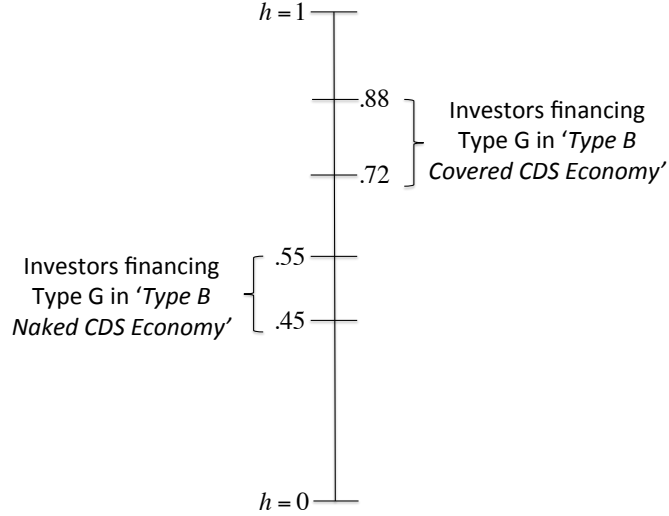 h = 1
.88
Investors financing
Type G in ‘Type B
Covered CDS Economy’
.72
.55
Investors financing
Type G in ‘Type B
Naked CDS Economy’
.45
h = 0